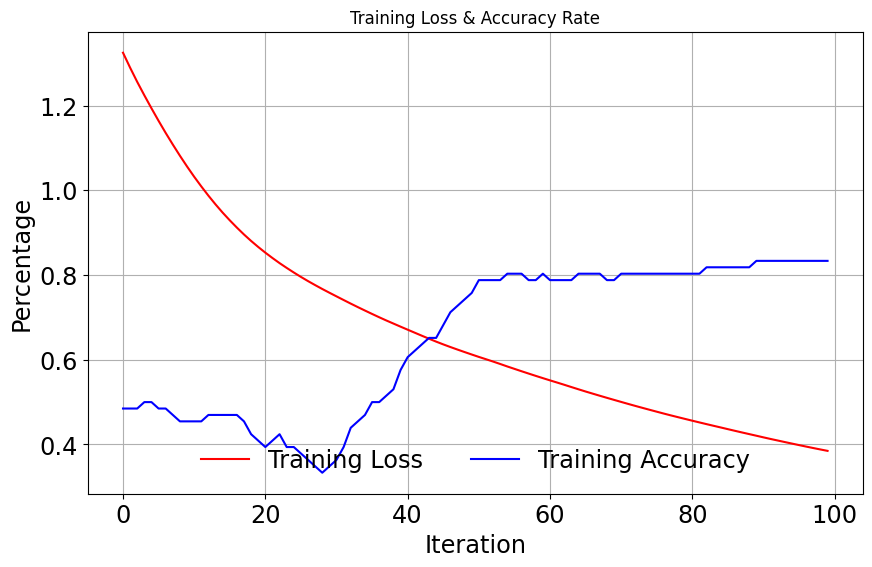 Training Loss & Accuracy Rate
Percentage
1.2
1.0
0.8
0.6
0.4
Training Loss Training Accuracy
0 20 40 60 80 100
Iteration